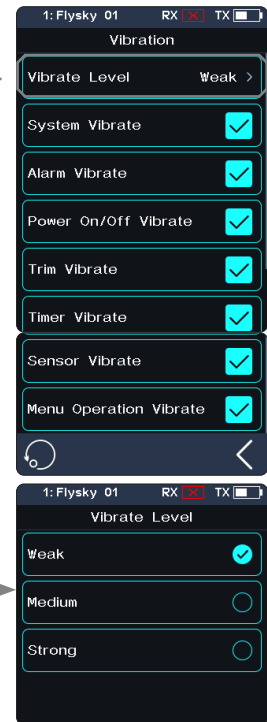 1: Flysky 01 RX TX
Vibration
Vibrate Level Weak >
System Vibrate
Alarm Vibrate
Power On/Off Vibrate
Trim Vibrate
Timer Vibrate
Sensor Vibrate
Menu Operation Vibrate
1: Flysky 01 RX TX
Vibrate Level
Weak
Medium
Strong